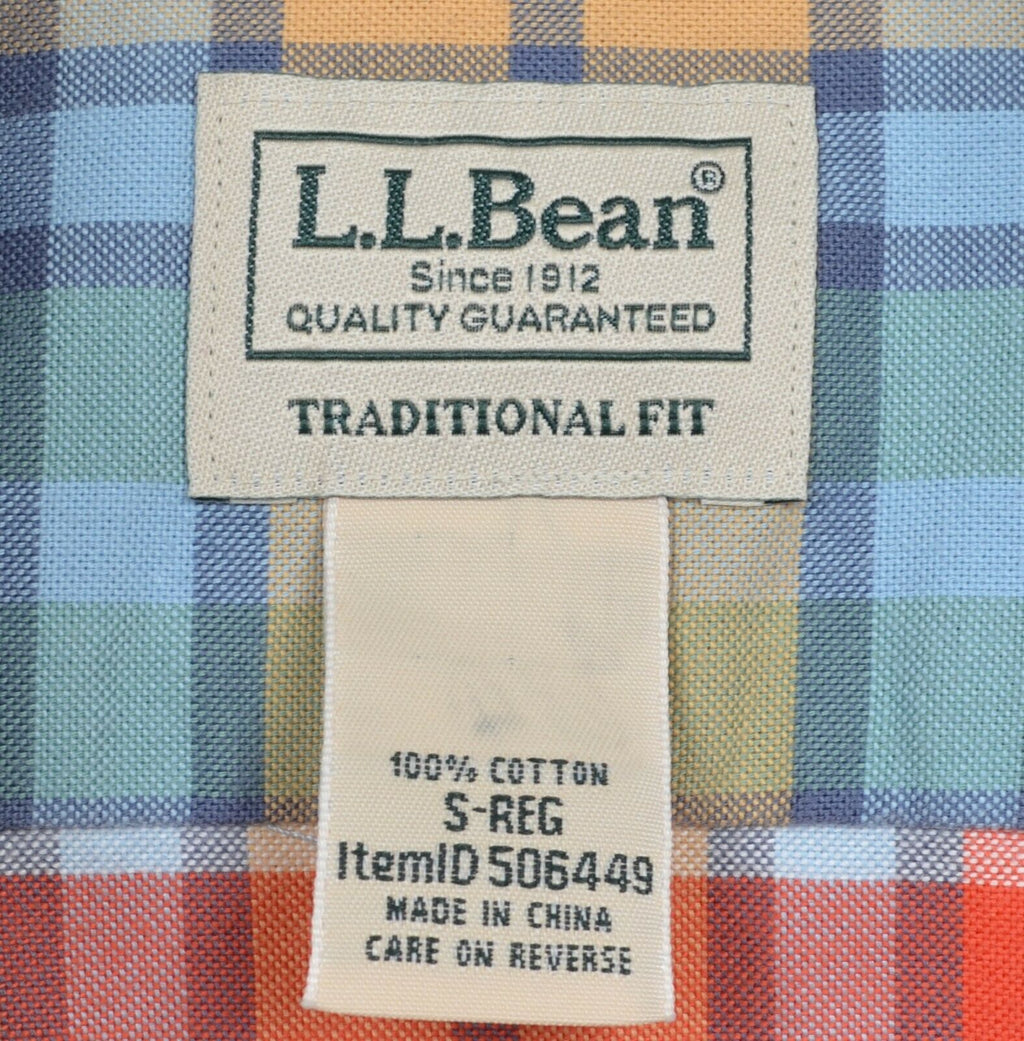 L.L.Bean®
Since 1912
QUALITY GUARANTEED
TRADITIONAL FIT
100% COTTON
S-REG
ItemID 506449
MADE IN CHINA
CARE ON REVERSE